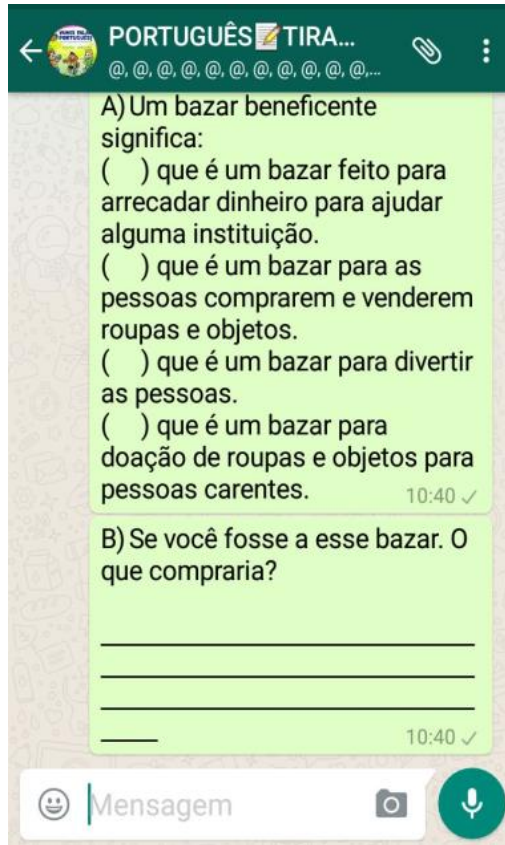 PORTUGUÊS📝TIRA...
@, @, @, @, @, @, @, @, @, @, @,...
A) Um bazar beneficente
significa:
(    ) que é um bazar feito para
arrecadar dinheiro para ajudar
alguma instituição.
(    ) que é um bazar para as
pessoas comprarem e venderem
roupas e objetos.
(    ) que é um bazar para divertir
as pessoas.
(    ) que é um bazar para
doação de roupas e objetos para
pessoas carentes.
10:40
B) Se você fosse a esse bazar. O
que compraria?
10:40
Mensagem